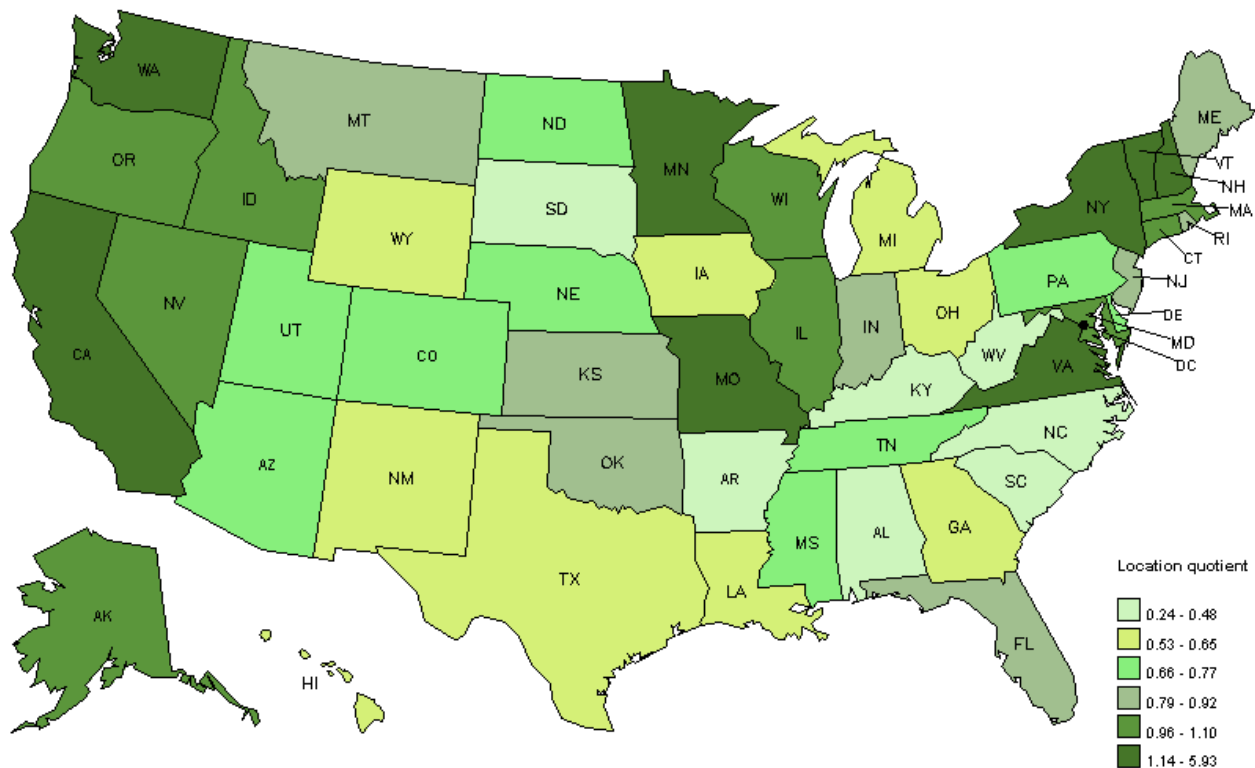 WA
MT
ND
ME
MN
VT
OR
NH
ID
WI
NY
MA
SD
WY
MI
RI
CT
IA
PA
NJ
NE
NV
OH
DE
UT
IL
IN
MD
CA
CO
WV
VA
DC
KS
MO
KY
NC
TN
OK
AZ
NM
AR
SC
MS
AL
GA
TX
LA
AK
FL
HI
Location quotient
0.24 - 0.48
0.53 - 0.65
0.66 - 0.77
0.79 - 0.92
0.96 - 1.10
1.14 - 5.93